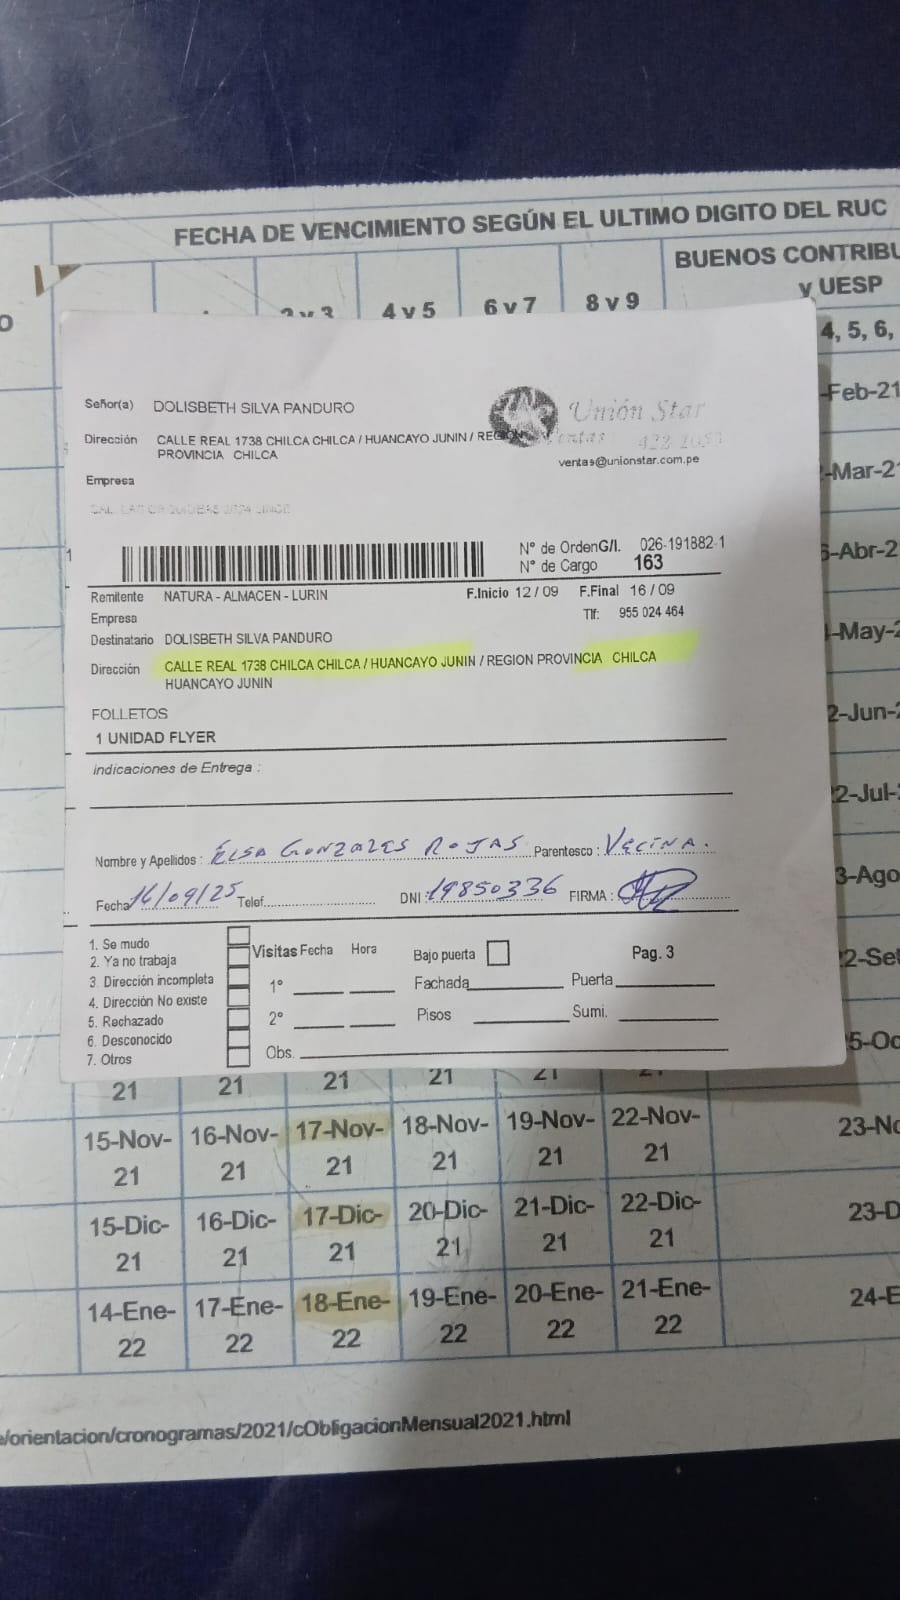 FECHA DE VENCIMIENTO SEGÚN EL ULTIMO DIGITO DEL RUC
BUENOS CONTRIBU
y UESP
2 y 3 4 y 5 6 y 7 8 y 9
O
4, 5, 6,
Señor(a) DOLISBETH SILVA PANDURO
Unión Star
Dirección CALLE REAL 1738 CHILCA CHILCA / HUANCAYO JUNIN / REGION
PROVINCIA CHILCA
ventas@unionstar.com.pe
Empresa
N° de OrdenG/I. 026-191882-1
N° de Cargo 163
Remitente NATURA - ALMACEN - LURIN F.Inicio 12 / 09 F.Final 16 / 09
Empresa Tlf: 955 024 464
Destinatario DOLISBETH SILVA PANDURO
Dirección CALLE REAL 1738 CHILCA CHILCA / HUANCAYO JUNIN / REGION PROVINCIA CHILCA
HUANCAYO JUNIN
FOLLETOS
1 UNIDAD FLYER
indicaciones de Entrega :
Nombre y Apellidos : ELSA GONZALES ROJAS Parentesco : VECINA.
Fecha 16/09/25 Telef. DNI : 19850336 FIRMA :
1. Se mudo
2. Ya no trabaja
3. Dirección incompleta
4. Dirección No existe
5. Rechazado
6. Desconocido
7. Otros
Visitas Fecha Hora
1°
2°
Obs.
Bajo puerta Pag. 3
Fachada Puerta
Pisos Sumi.
-Feb-21
-Mar-21
-Abr-2
-May-2
2-Jun-2
22-Jul-2
3-Ago
2-Set
5-Oc
21 21 21 21 21 21
15-Nov-21 16-Nov-21 17-Nov-21 18-Nov-21 19-Nov-21 22-Nov-21 23-No
15-Dic-21 16-Dic-21 17-Dic-21 20-Dic-21 21-Dic-21 22-Dic-21 23-D
14-Ene-22 17-Ene-22 18-Ene-22 19-Ene-22 20-Ene-22 21-Ene-22 24-E
e/orientacion/cronogramas/2021/cObligacionMensual2021.html